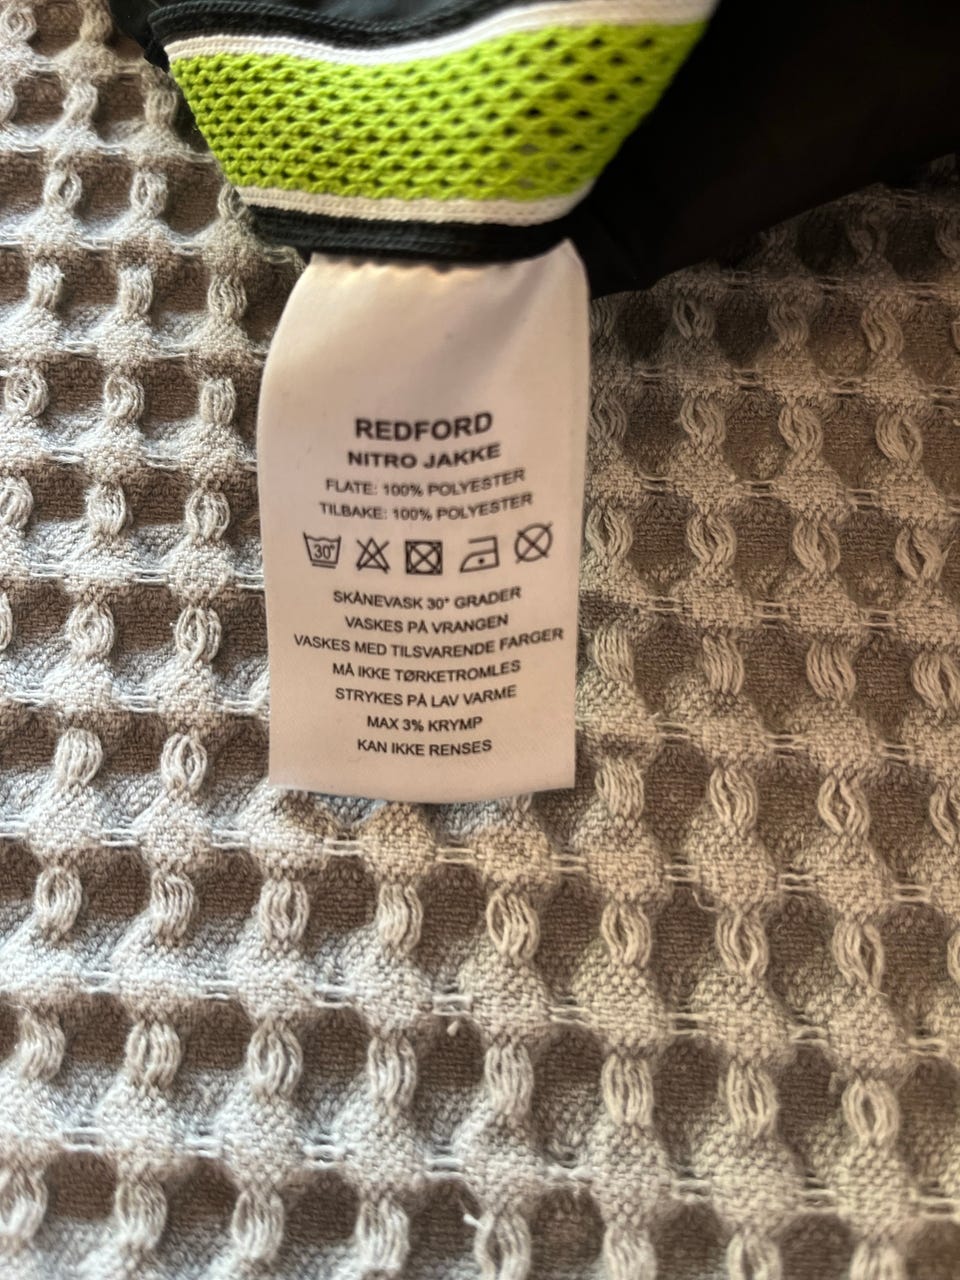 REDFORD
NITRO JAKKE
FLATE: 100% POLYESTER
TILBAKE: 100% POLYESTER
30°
SKÅNEVASK 30° GRADER
VASKES PÅ VRANGEN
VASKES MED TILSVARENDE FARGER
MÅ IKKE TØRKETROMLES
STRYKES PÅ LAV VARME
MAX 3% KRYMP
KAN IKKE RENSES